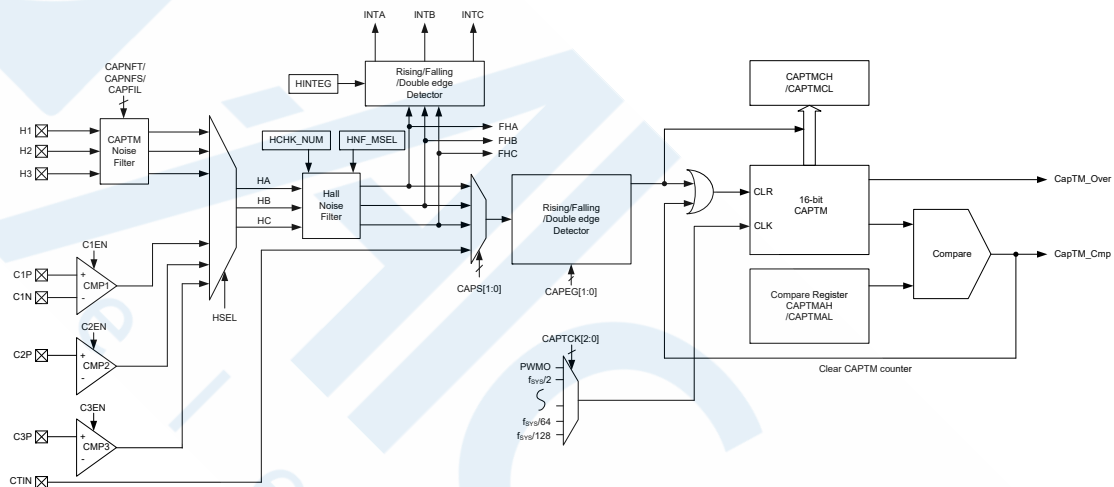 INTA INTB INTC
CAPNFT/
CAPNFS/
CAPFIL
HINTEG
Rising/Falling
/Double edge
Detector
CAPTMCH
/CAPTMCL
H1
H2
H3
CAPTM
Noise
Filter
HCHK_NUM
HNF_MSEL
FHA
FHB
FHC
HA
HB
HC
Hall
Noise
Filter
Rising/Falling
/Double edge
Detector
CLR
CLK
16-bit
CAPTM
CapTM_Over
C1EN
C1P
C1N
+
-
CMP1
HSEL
CAPS[1:0]
CAPEG[1:0]
Compare
CapTM_Cmp
Compare Register
CAPTMAH
/CAPTMAL
C2EN
C2P
+
-
CMP2
CAPTCK[2:0]
PWMO
fSYS/2
fSYS/64
fSYS/128
Clear CAPTM counter
C3EN
C3P
+
-
CMP3
CTIN